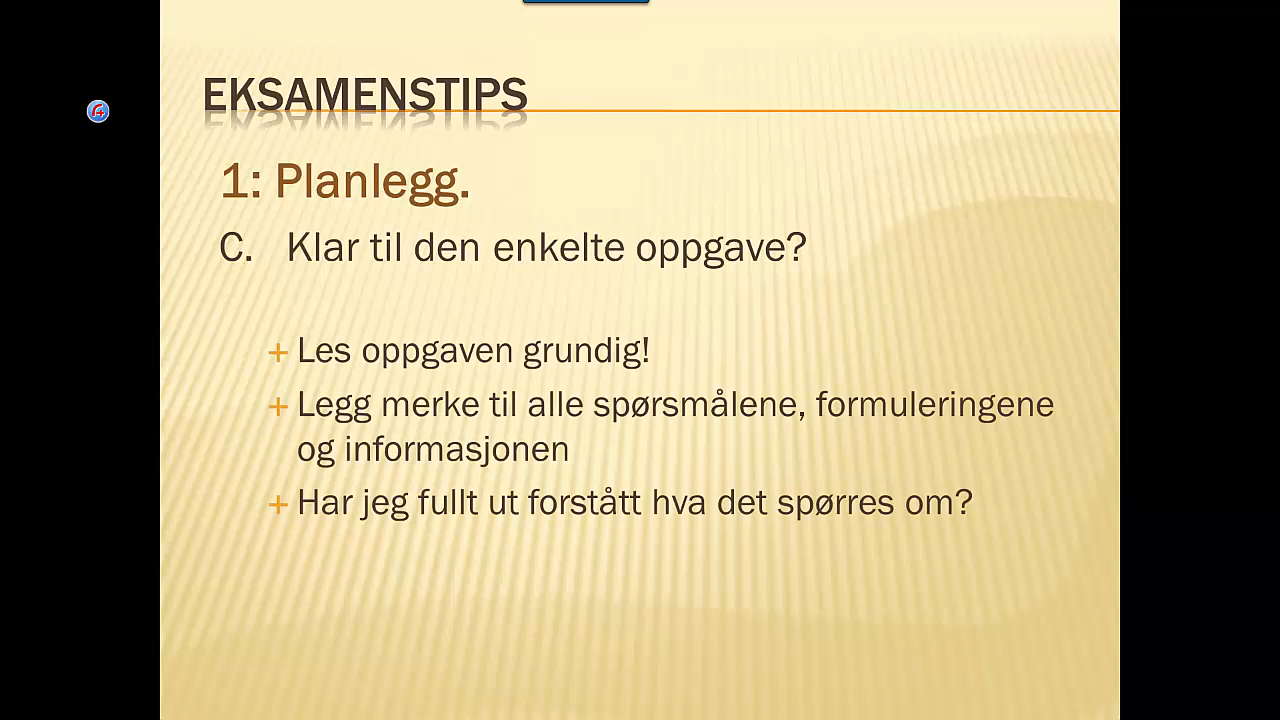 EKSAMENSTIPS
1: Planlegg.
C. Klar til den enkelte oppgave?
+ Les oppgaven grundig!
+ Legg merke til alle spørsmålene, formuleringene
og informasjonen
+ Har jeg fullt ut forstått hva det spørres om?